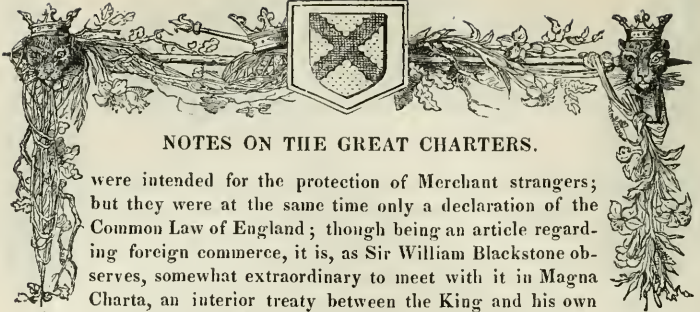 NOTES ON THE GREAT CHARTERS.
were intended for the protection of Merchant strangers;
but they were at the same time only a declaration of the
Common Law of England; though being an article regard-
ing foreign commerce, it is, as Sir William Blackstone ob-
serves, somewhat extraordinary to meet with it in Magna
Charta, an interior treaty between the King and his own